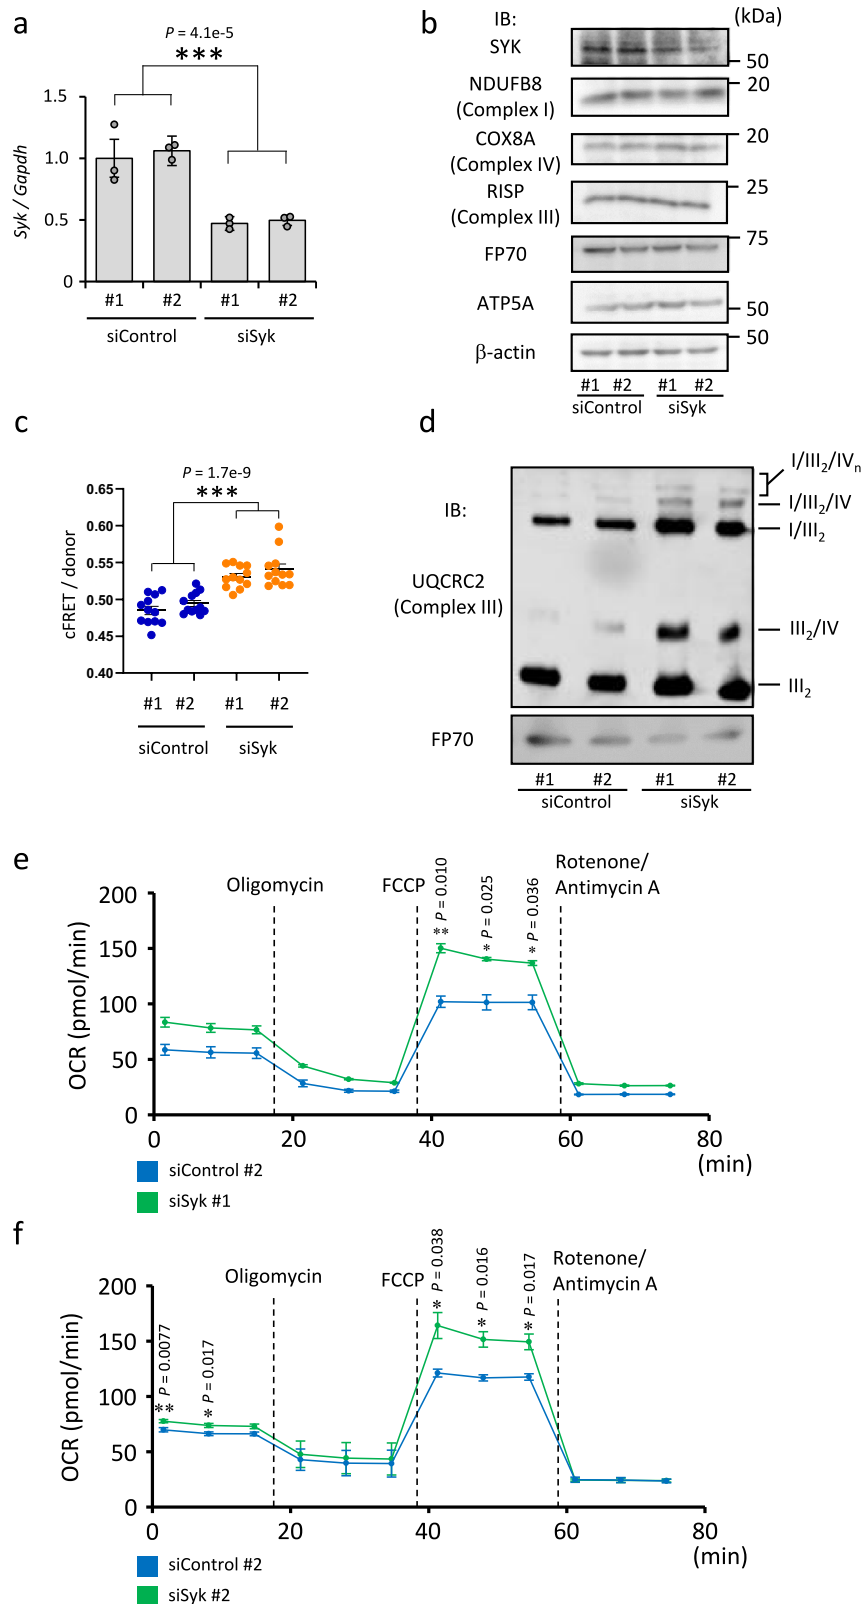 a
P = 4.1e-5
***
Syk / Gapdh
1.5
1.0
0.5
0
#1 #2 #1 #2
siControl siSyk
b
IB:
(kDa)
SYK
50
NDUFB8
(Complex I)
20
COX8A
(Complex IV)
20
RISP
(Complex III)
25
FP70
75
ATP5A
50
β-actin
50
#1 #2 #1 #2
siControl siSyk
c
P = 1.7e-9
***
cFRET / donor
0.65
0.60
0.55
0.50
0.45
0.40
#1 #2 #1 #2
siControl siSyk
d
IB:
UQCRC2
(Complex III)
I/III2/IVn
I/III2/IV
I/III2
III2/IV
III2
FP70
#1 #2 #1 #2
siControl siSyk
e
Oligomycin
FCCP
Rotenone/
Antimycin A
** P = 0.010
* P = 0.025
* P = 0.036
OCR (pmol/min)
200
150
100
50
0
0 20 40 60 80
(min)
siControl #2
siSyk #1
f
Oligomycin
FCCP
Rotenone/
Antimycin A
** P = 0.0077
* P = 0.017
* P = 0.038
* P = 0.016
* P = 0.017
OCR (pmol/min)
200
150
100
50
0
0 20 40 60 80
(min)
siControl #2
siSyk #2